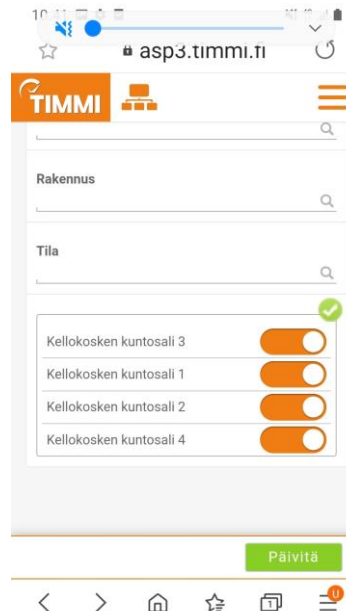 asp3.timmi.fi
TIMMI
Rakennus
Tila
Kellokosken kuntosali 3
Kellokosken kuntosali 1
Kellokosken kuntosali 2
Kellokosken kuntosali 4
Päivitä
1
U